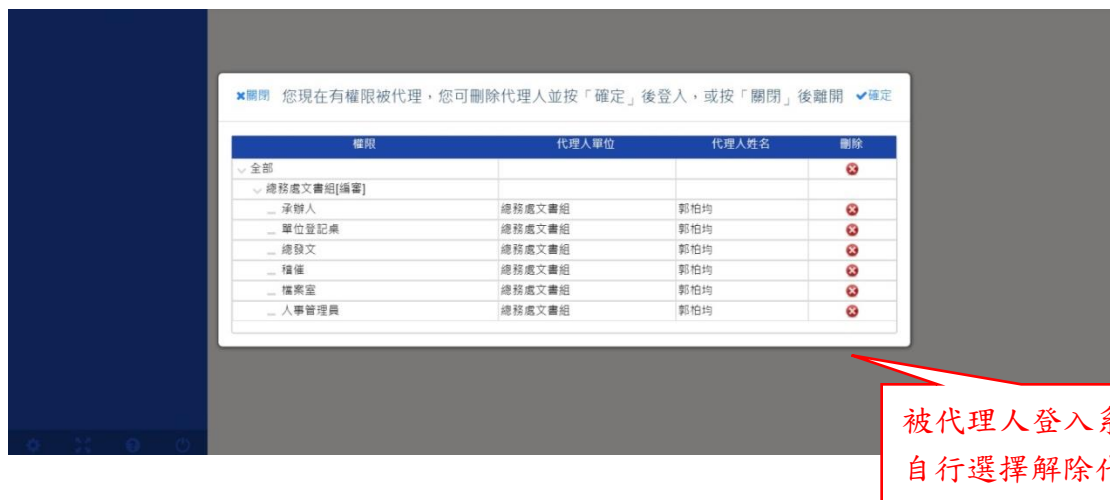 ✖關閉 您現在有權限被代理，您可刪除代理人並按「確定」後登入，或按「關閉」後離開 ✔確定
權限 代理人單位 代理人姓名 刪除
全部
總務處文書組[編審]
承辦人 總務處文書組 郭柏均
單位登記桌 總務處文書組 郭柏均
總發文 總務處文書組 郭柏均
稽催 總務處文書組 郭柏均
檔案室 總務處文書組 郭柏均
人事管理員 總務處文書組 郭柏均
被代理人登入系
自行選擇解除代